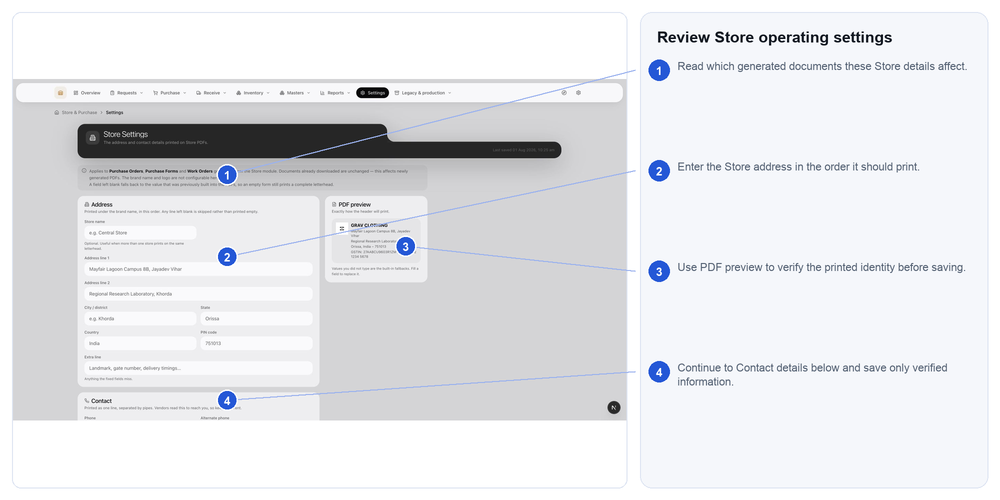 Overview
Requests
Purchase
Receive
Inventory
Masters
Reports
Settings
Legacy & production
Store & Purchase > Settings
Store Settings
The address and contact details printed on Store PDFs.
Last saved 01 Aug 2026, 10:25 am
Applies to Purchase Orders, Purchase Forms and Work Orders the Store module. Documents already downloaded are unchanged — this affects newly
generated PDFs. The brand name and logo are not configurable
A field left blank falls back to the value that was previously built into so an empty form still prints a complete letterhead.
1
Address
Printed under the brand name, in this order. Any line left blank is skipped rather than printed empty.
Store name
e.g. Central Store
Optional. Useful when more than one store prints on the same
letterhead.
2
Address line 1
Mayfair Lagoon Campus 8B, Jayadev Vihar
Address line 2
Regional Research Laboratory, Khorda
City / district
State
e.g. Khorda
Orissa
Country
PIN code
India
751013
Extra line
Landmark, gate number, delivery timings...
Anything the fixed fields miss.
PDF preview
Exactly how the header will print.
GRAV CLOTHING
Mayfair Lagoon Campus 8B, Jayadev
Vihar
Regional Research
Orissa, India – 751013
GSTIN: 27AABCU9603R1ZM
1234 5678
3
Values you did not type are the built-in fallbacks. Fill a
field to replace it.
Contact
Printed as one line, separated by pipes. Vendors read this to reach you, so
4
Phone
Alternate phone
N
Review Store operating settings
1 Read which generated documents these Store details affect.
2 Enter the Store address in the order it should print.
3 Use PDF preview to verify the printed identity before saving.
4 Continue to Contact details below and save only verified
information.